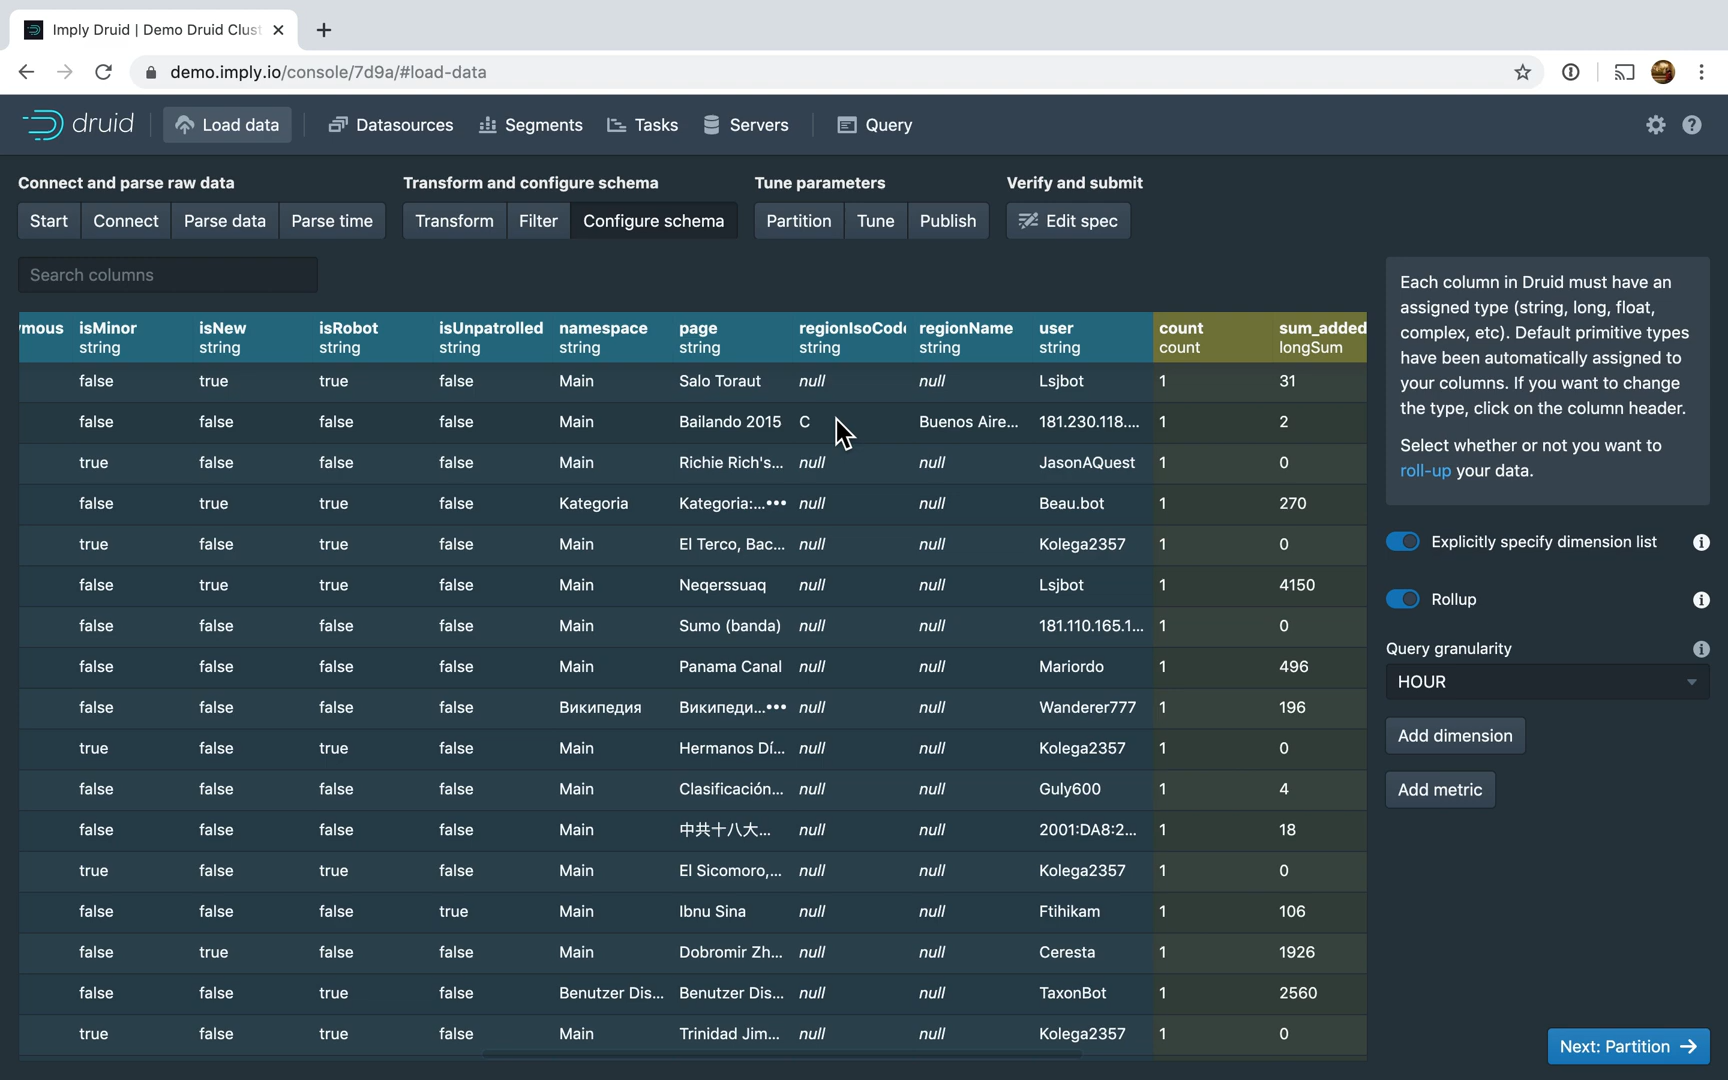 Imply Druid | Demo Druid Clust
demo.imply.io/console/7d9a/#load-data
druid Load data Datasources Segments Tasks Servers Query
Connect and parse raw data Transform and configure schema Tune parameters Verify and submit
Start Connect Parse data Parse time Transform Filter Configure schema Partition Tune Publish Edit spec
Search columns
mous isMinor isNew isRobot isUnpatrolled namespace page regionIsoCode regionName user count sum_added
string string string string string string string string string count longSum
false true true false Main Salo Toraut null null Lsjbot 1 31
false false false false Main Bailando 2015 C Buenos Aire... 181.230.118.... 1 2
true false false false Main Richie Rich's... null null JasonAQuest 1 0
false true true false Kategoria Kategoria:...••• null null Beau.bot 1 270
true false true false Main El Terco, Bac... null null Kolega2357 1 0
false true true false Main Neqerssuaq null null Lsjbot 1 4150
false false false false Main Sumo (banda) null null 181.110.165.1... 1 0
false false false false Main Panama Canal null null Mariordo 1 496
false false false false Википедия Википеди...••• null null Wanderer777 1 196
true false true false Main Hermanos Dí... null null Kolega2357 1 0
false false false false Main Clasificación... null null Guly600 1 4
false false false false Main 中共十八大... null null 2001:DA8:2... 1 18
true false true false Main El Sicomoro,... null null Kolega2357 1 0
false false false true Main Ibnu Sina null null Ftihikam 1 106
false true false false Main Dobromir Zh... null null Ceresta 1 1926
false false true false Benutzer Dis... Benutzer Dis... null null TaxonBot 1 2560
true false true false Main Trinidad Jim... null null Kolega2357 1 0
Each column in Druid must have an
assigned type (string, long, float,
complex, etc). Default primitive types
have been automatically assigned to
your columns. If you want to change
the type, click on the column header.
Select whether or not you want to
roll-up your data.
Explicitly specify dimension list
Rollup
Query granularity
HOUR
Add dimension
Add metric
Next: Partition